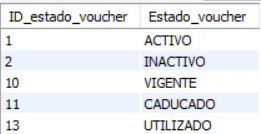 ID_estado_voucher Estado_voucher
1 ACTIVO
2 INACTIVO
10 VIGENTE
11 CADUCADO
13 UTILIZADO